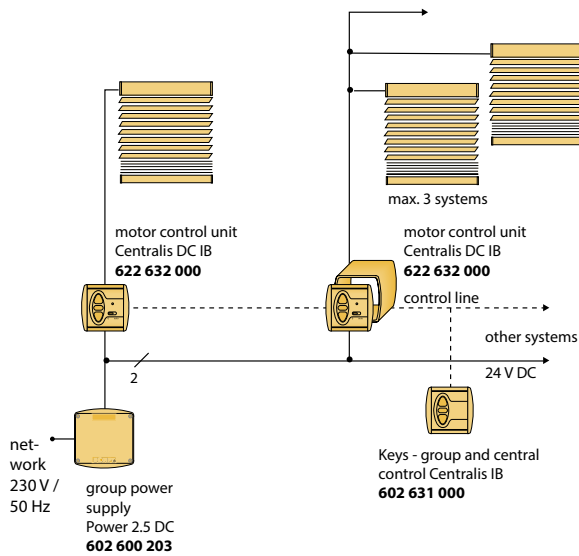 max. 3 systems
motor control unit
Centralis DC IB
622 632 000
motor control unit
Centralis DC IB
622 632 000
control line
other systems
24 V DC
2
net-
work
230 V /
50 Hz
group power
supply
Power 2.5 DC
602 600 203
Keys - group and central
control Centralis IB
602 631 000